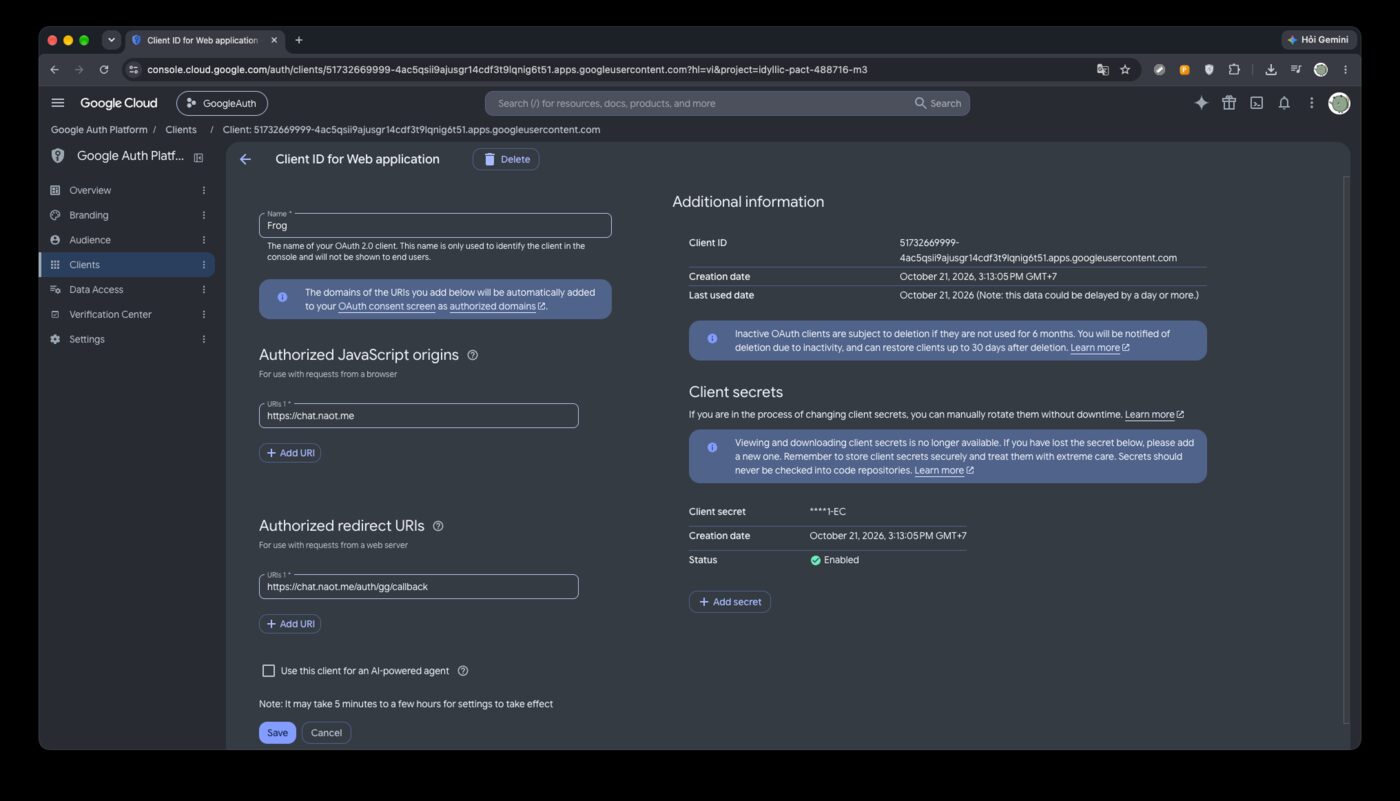 Client ID for Web application
Hỏi Gemini
console.cloud.google.com/auth/clients/51732669999-4ac5qsii9ajusgr14cdf3t9lqnig6t51.apps.googleusercontent.com?hl=vi&project=idyllic-pact-488716-m3
Google Cloud
GoogleAuth
Search (/) for resources, docs, products, and more
Search
Google Auth Platform / Clients / Client: 51732669999-4ac5qsii9ajusgr14cdf3t9lqnig6t51.apps.googleusercontent.com
Google Auth Platf...
Overview
Branding
Audience
Clients
Data Access
Verification Center
Settings
Client ID for Web application
Delete
Name *
Frog
The name of your OAuth 2.0 client. This name is only used to identify the client in the
console and will not be shown to end users.
The domains of the URIs you add below will be automatically added
to your OAuth consent screen as authorized domains.
Authorized JavaScript origins
For use with requests from a browser
URIs 1 *
https://chat.naot.me
+ Add URI
Authorized redirect URIs
For use with requests from a web server
URIs 1 *
https://chat.naot.me/auth/gg/callback
+ Add URI
Use this client for an AI-powered agent
Note: It may take 5 minutes to a few hours for settings to take effect
Save
Cancel
Additional information
Client ID
51732669999-
4ac5qsii9ajusgr14cdf3t9lqnig6t51.apps.googleusercontent.com
Creation date
October 21, 2026, 3:13:05 PM GMT+7
Last used date
October 21, 2026 (Note: this data could be delayed by a day or more.)
Inactive OAuth clients are subject to deletion if they are not used for 6 months. You will be notified of
deletion due to inactivity, and can restore clients up to 30 days after deletion. Learn more
Client secrets
If you are in the process of changing client secrets, you can manually rotate them without downtime. Learn more
Viewing and downloading client secrets is no longer available. If you have lost the secret below, please add
a new one. Remember to store client secrets securely and treat them with extreme care. Secrets should
never be checked into code repositories. Learn more
Client secret
****1-EC
Creation date
October 21, 2026, 3:13:05 PM GMT+7
Status
Enabled
+ Add secret